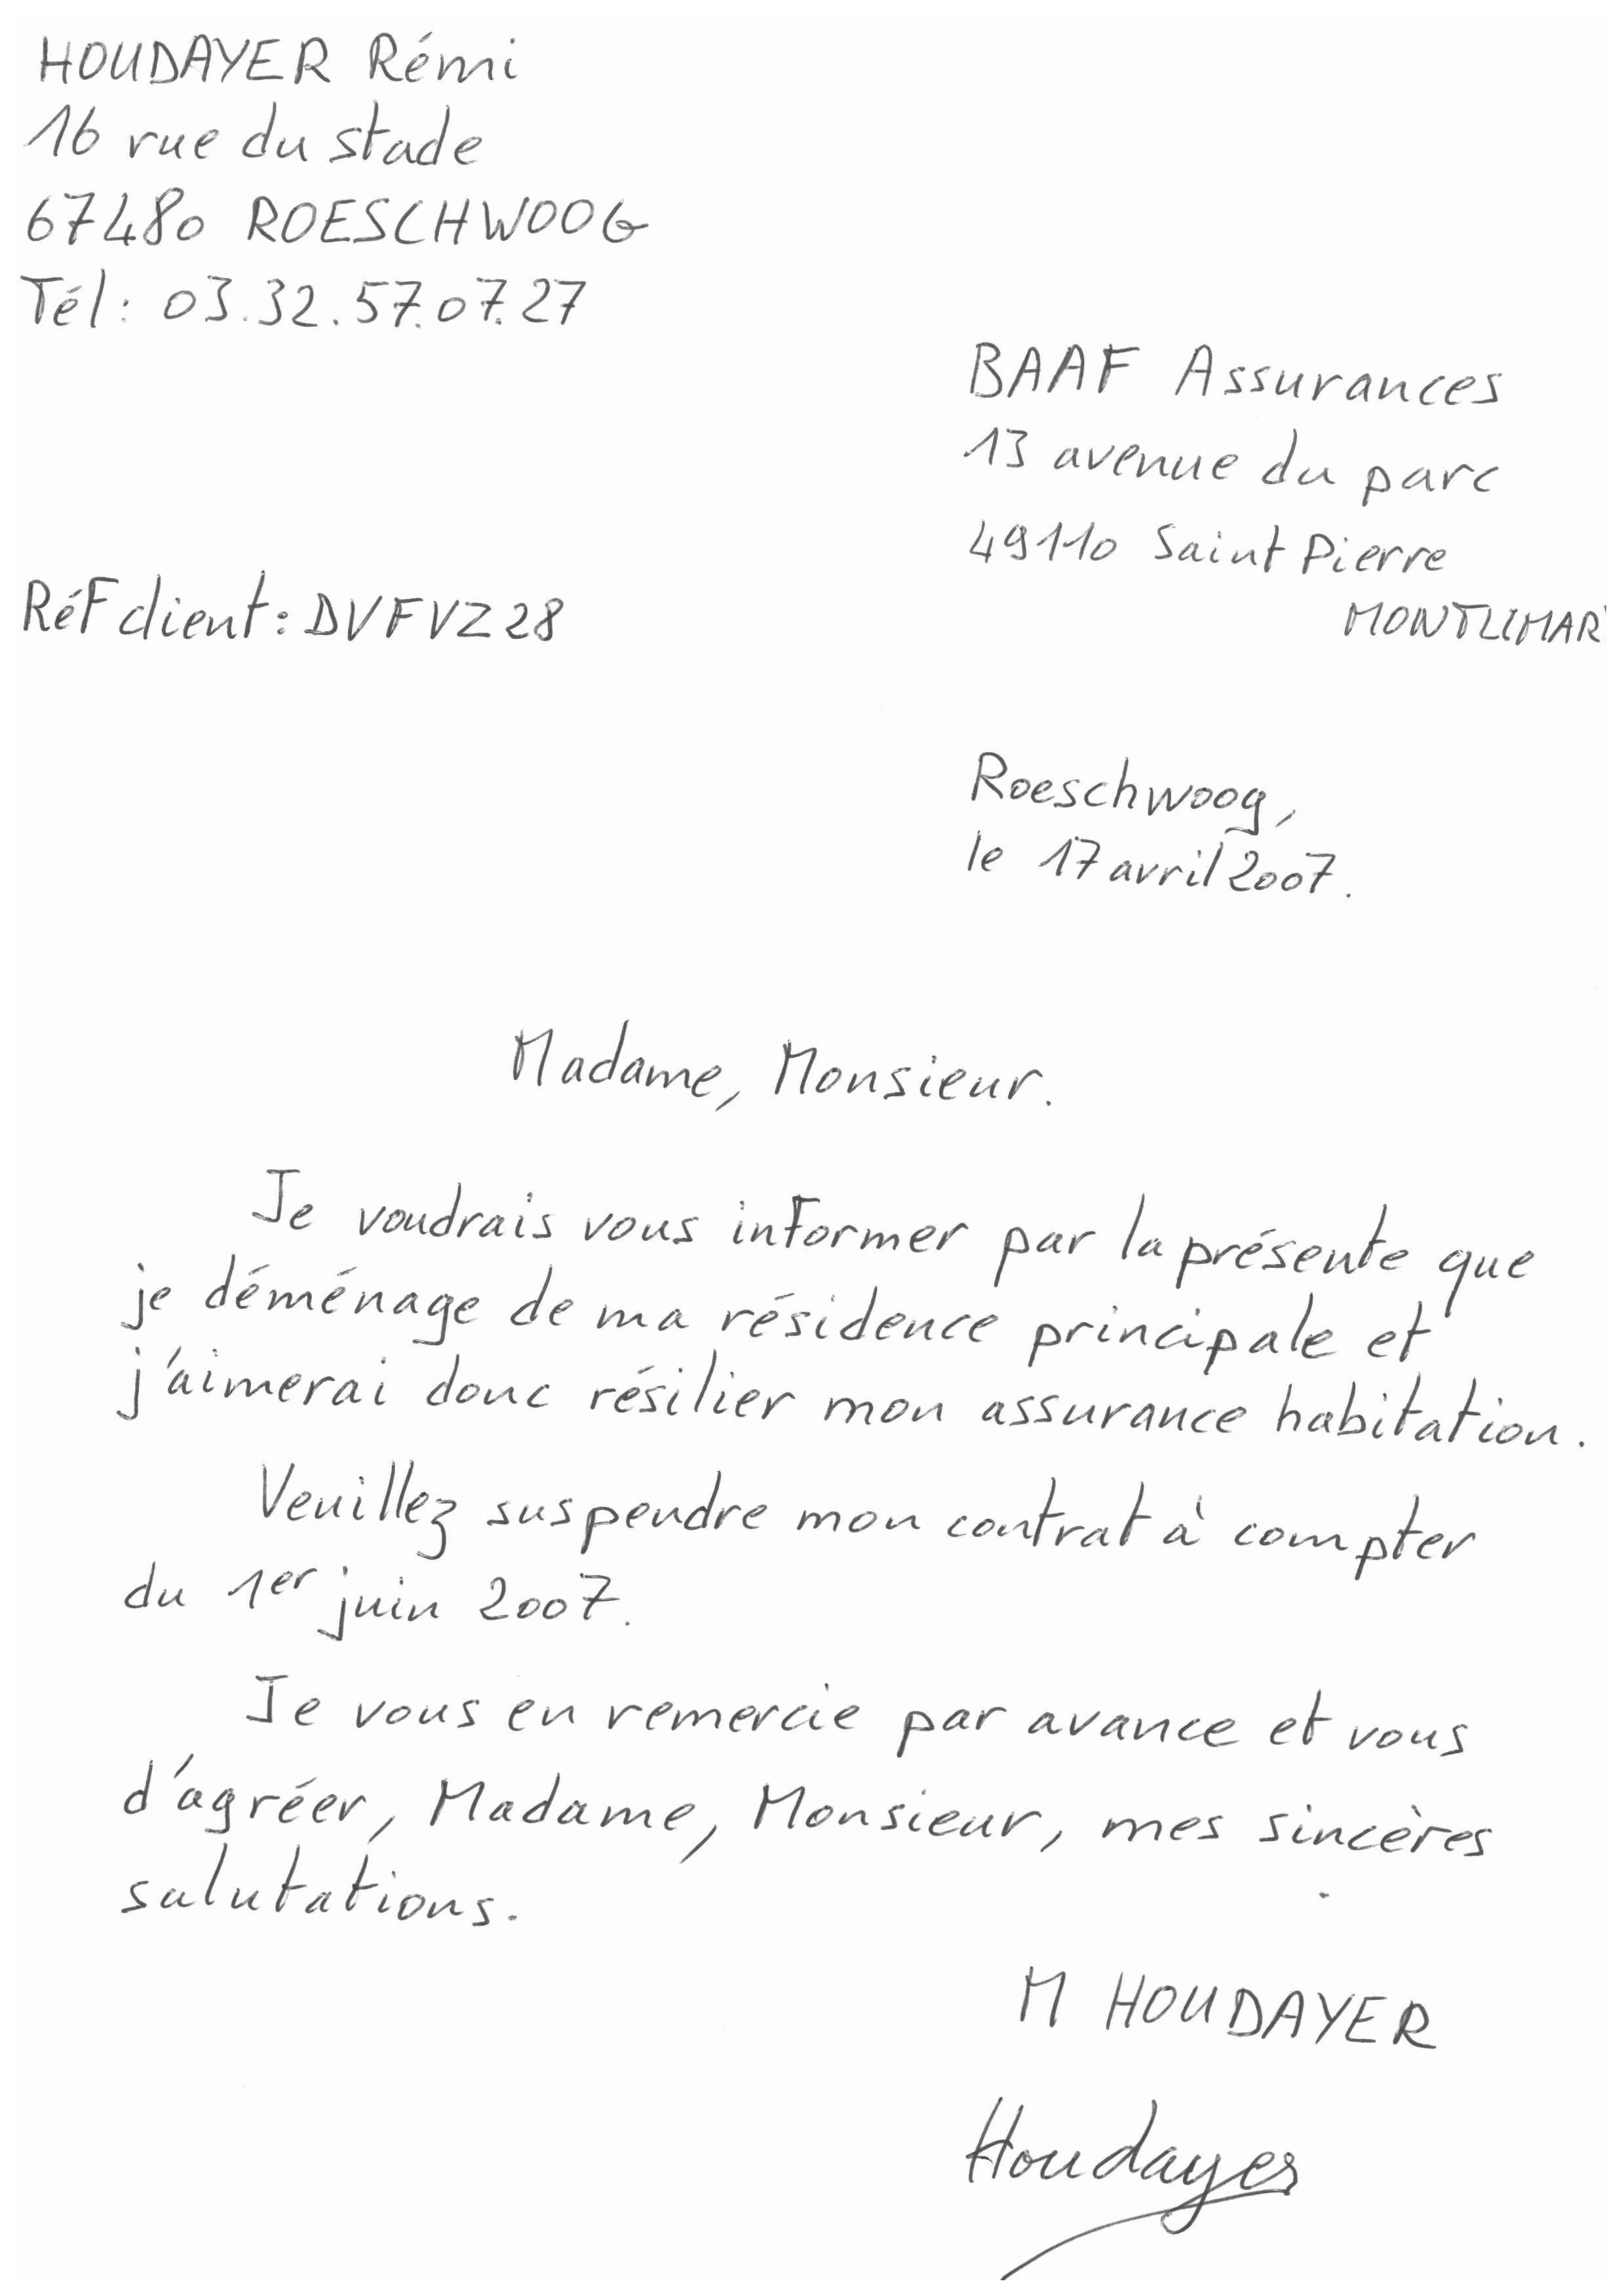 HOUDAYER Rémi
16 rue du stade
67480 ROESCHWOOG
Tél: 03.32.57.07.27
BAAF Assurances
13 avenue du parc
49110 Saint Pierre
MONTLIMAR
Réf client: DVFVZ28
Roeschwoog,
le 17 avril 2007.
Madame, Monsieur.
Je voudrais vous informer par la présente que
je déménage de ma résidence principale et
j'aimerai donc résilier mon assurance habitation.
Veuillez suspendre mon contrat à compter
du 1er juin 2007.
Je vous en remercie par avance et vous
d'agréer, Madame, Monsieur, mes sincères
salutations.
M HOUDAYER
Houdayer